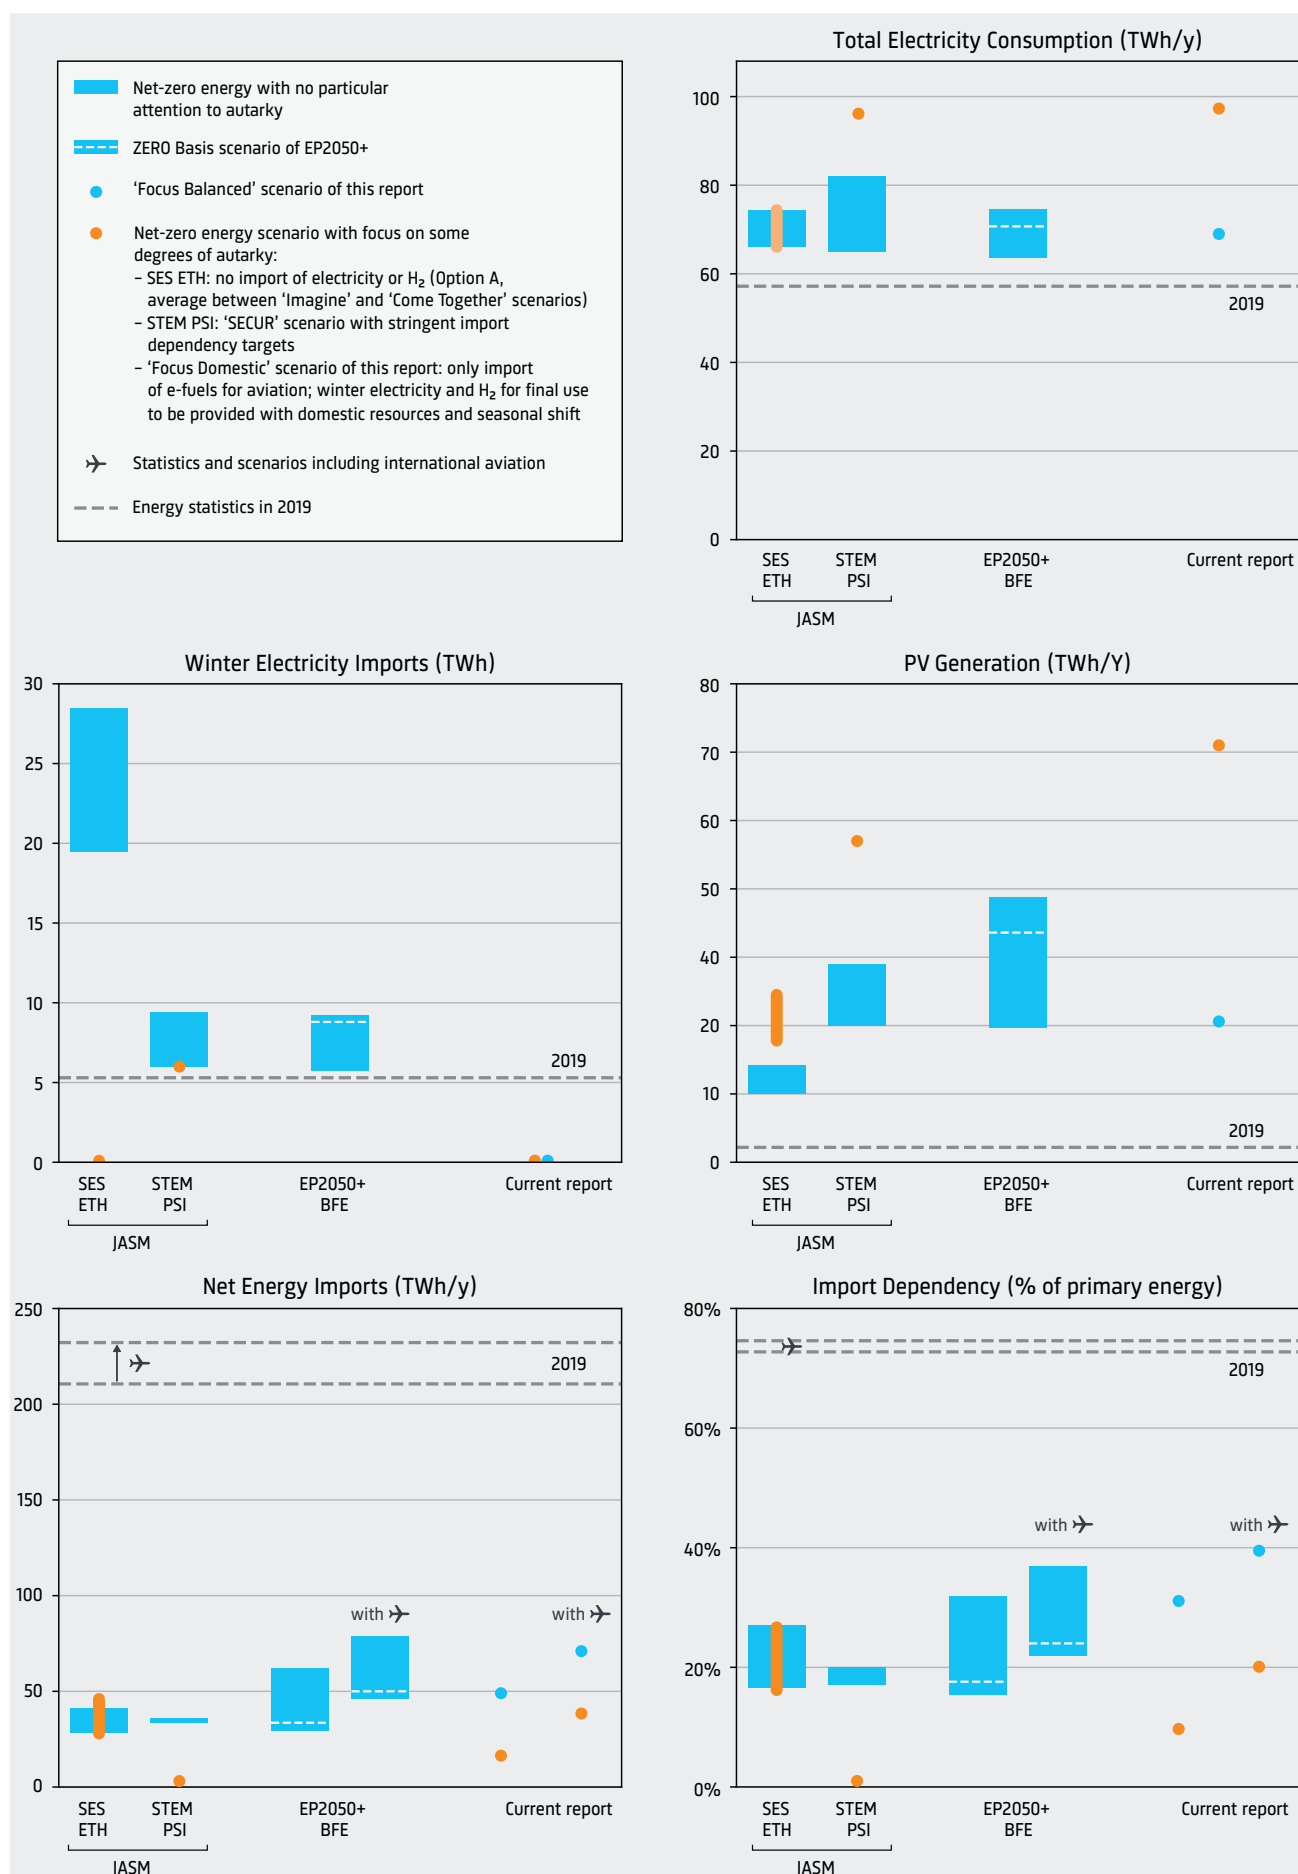 Net-zero energy with no particular
attention to autarky
ZERO Basis scenario of EP2050+
‘Focus Balanced’ scenario of this report
Net-zero energy scenario with focus on some
degrees of autarky:
– SES ETH: no import of electricity or H₂ (Option A,
average between ‘Imagine’ and ‘Come Together’ scenarios)
– STEM PSI: ‘SECUR’ scenario with stringent import
dependency targets
– ‘Focus Domestic’ scenario of this report: only import
of e-fuels for aviation; winter electricity and H₂ for final use
to be provided with domestic resources and seasonal shift
Statistics and scenarios including international aviation
Energy statistics in 2019
Total Electricity Consumption (TWh/y)
100
80
60
2019
40
20
0
SES STEM EP2050+ Current report
ETH PSI BFE
JASM
Winter Electricity Imports (TWh)
30
25
20
15
10
2019
5
0
SES STEM EP2050+ Current report
ETH PSI BFE
JASM
PV Generation (TWh/Y)
80
70
60
50
40
20
10
2019
0
SES STEM EP2050+ Current report
ETH PSI BFE
JASM
Net Energy Imports (TWh/y)
250
2019
200
150
100
with with
50
0
SES STEM EP2050+ Current report
ETH PSI BFE
JASM
Import Dependency (% of primary energy)
80%
2019
60%
with with
40%
20%
0%
SES STEM EP2050+ Current report
ETH PSI BFE
JASM